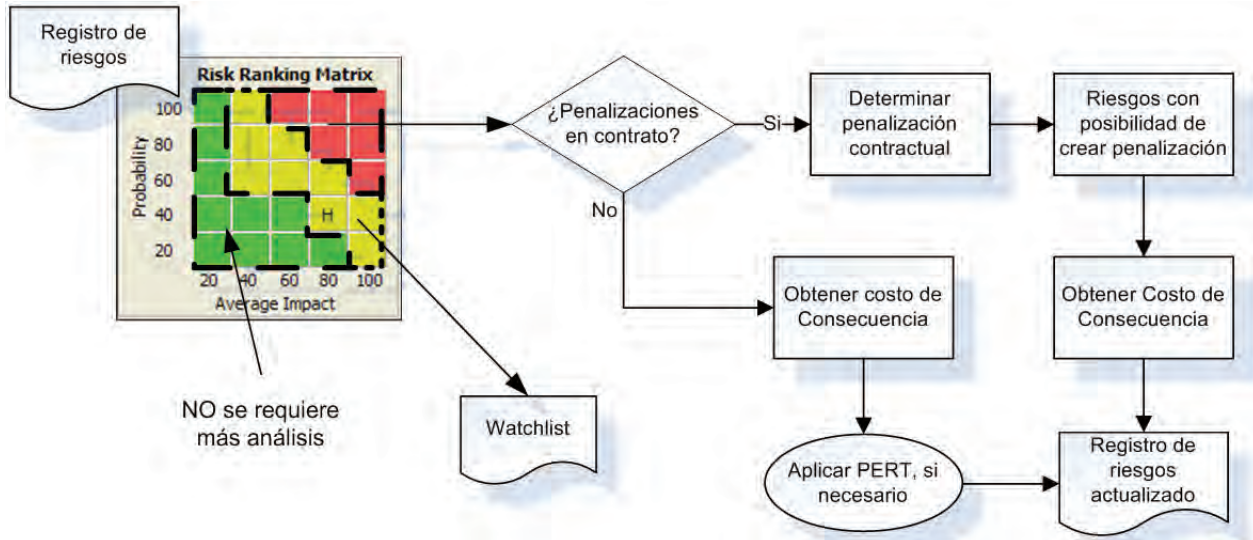 Registro de
riesgos
Risk Ranking Matrix
100
80
60
40
20
Probability
H
20 40 60 80 100
Average Impact
NO se requiere
más análisis
Watchlist
¿Penalizaciones
en contrato?
Si
No
Determinar
penalización
contractual
Riesgos con
posibilidad de
crear penalización
Obtener costo de
Consecuencia
Obtener Costo de
Consecuencia
Aplicar PERT, si
necesario
Registro de
riesgos
actualizado